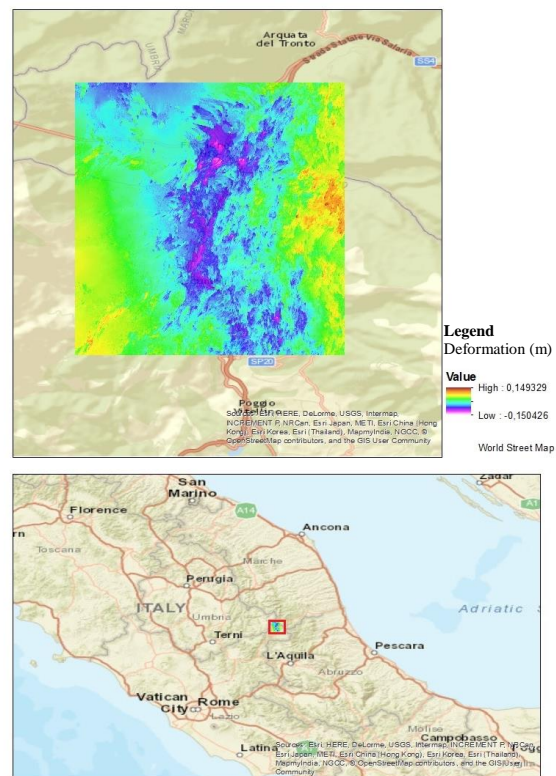 Arquata
del Tronto
MARC
UMBRIA
Strada Statale Via Salaria
SS4
SP20
Poggio
Sources: Esri, HERE, DeLorme, USGS, Intermap,
INCREMENT P, NRCan, Esri Japan, METI, Esri China (Hong
Kong), Esri Korea, Esri (Thailand), MapmyIndia, NGCC, ©
OpenStreetMap contributors, and the GIS User Community
Legend
Deformation (m)
Value
High : 0,149329
Low : -0,150426
World Street Map
San
Marino
Zadar
Florence
A14
A1
Ancona
rn
Toscana
Marche
Perugia
ITALY
Umbria
Adriatic S
Terni
Pescara
L'Aquila
Abruzzo
Vatican
City
Rome
Lazio
Molise
Campobasso
Latina
Sources: Esri, HERE, DeLorme, USGS, Intermap, INCREMENT P, NRCan,
Esri Japan, METI, Esri China (Hong Kong), Esri Korea, Esri (Thailand),
MapmyIndia, NGCC, © OpenStreetMap contributors, and the GIS User
Community